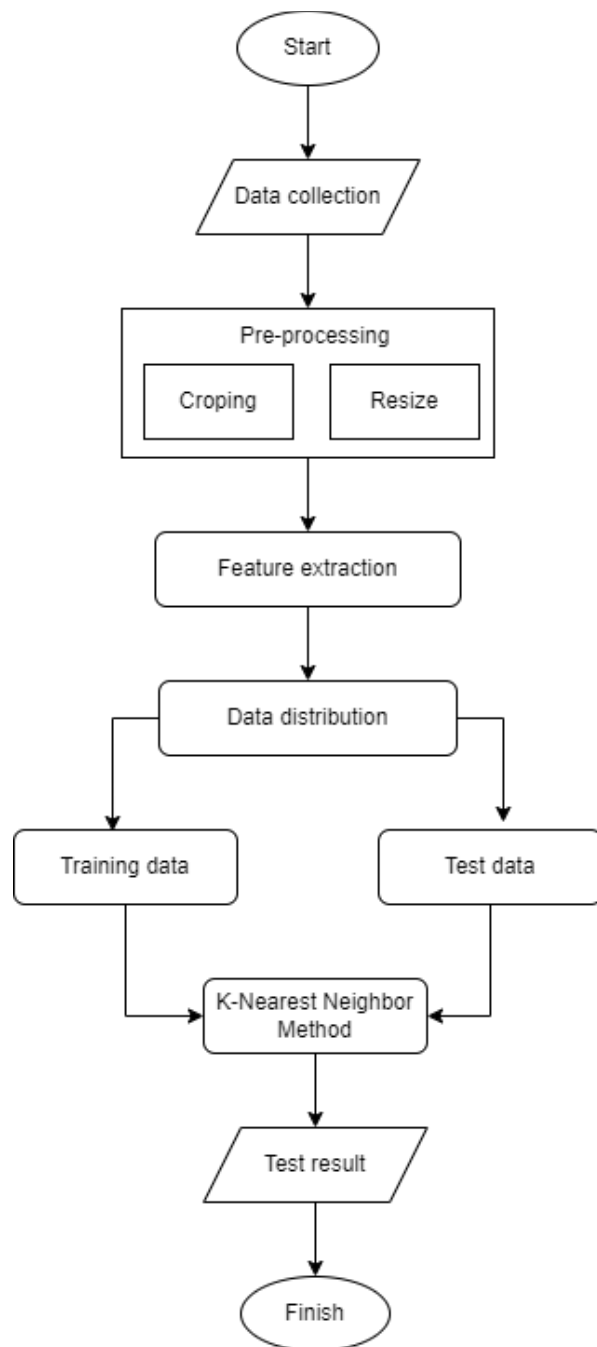 Start
Data collection
Pre-processing
Croping
Resize
Feature extraction
Data distribution
Training data
Test data
K-Nearest Neighbor
Method
Test result
Finish